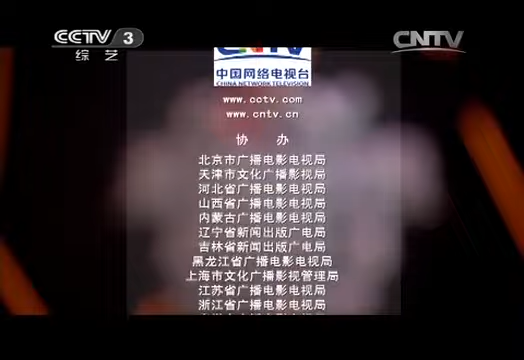 CCTV 3
综艺
CNTV
CNTV
中国网络电视台
CHINA NETWORK TELEVISION
www.cctv.com
www.cntv.cn
协 办
北京市广播电影电视局
天津市文化广播影视局
河北省广播电影电视局
山西省广播电影电视局
内蒙古广播电影电视局
辽宁省新闻出版广电局
吉林省新闻出版广电局
黑龙江省广播电影电视局
上海市文化广播影视管理局
江苏省广播电影电视局
浙江省广播电影电视局